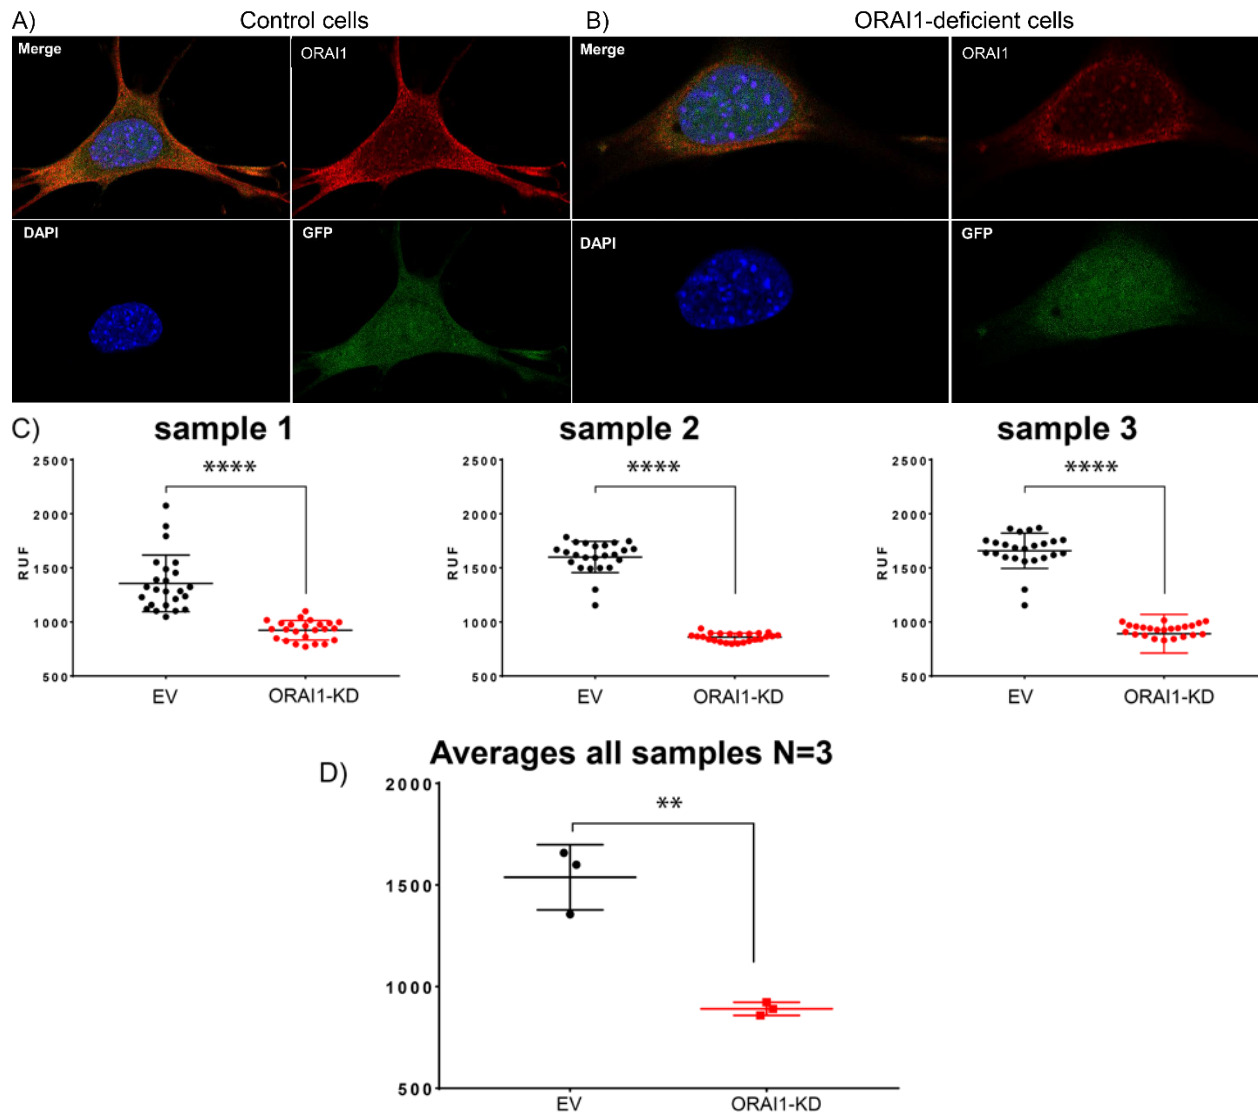 A) Control cells B) ORAI1-deficient cells
Merge ORAI1 Merge ORAI1
DAPI GFP DAPI GFP
C) sample 1 sample 2 sample 3
2500 2500 2500
**** **** ****
2000 2000 2000
RUF RUF RUF
1500 1500 1500
1000 1000 1000
500 500 500
EV ORAI1-KD EV ORAI1-KD EV ORAI1-KD
Averages all samples N=3
D)
2000
**
1500
1000
500
EV ORAI1-KD